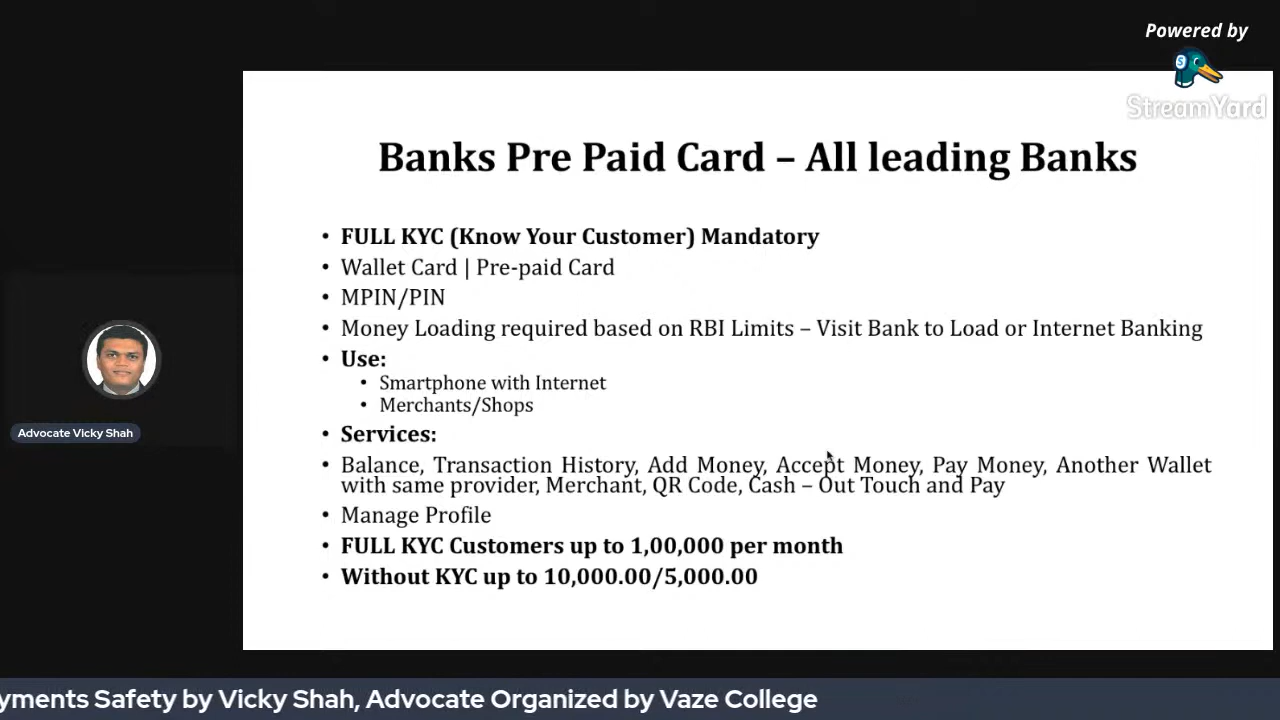 Powered by
StreamYard
Banks Pre Paid Card – All leading Banks
• FULL KYC (Know Your Customer) Mandatory
• Wallet Card | Pre-paid Card
• MPIN/PIN
• Money Loading required based on RBI Limits – Visit Bank to Load or Internet Banking
• Use:
• Smartphone with Internet
• Merchants/Shops
• Services:
• Balance, Transaction History, Add Money, Accept Money, Pay Money, Another Wallet
with same provider, Merchant, QR Code, Cash – Out Touch and Pay
• Manage Profile
• FULL KYC Customers up to 1,00,000 per month
• Without KYC up to 10,000.00/5,000.00
Advocate Vicky Shah
yments Safety by Vicky Shah, Advocate Organized by Vaze College